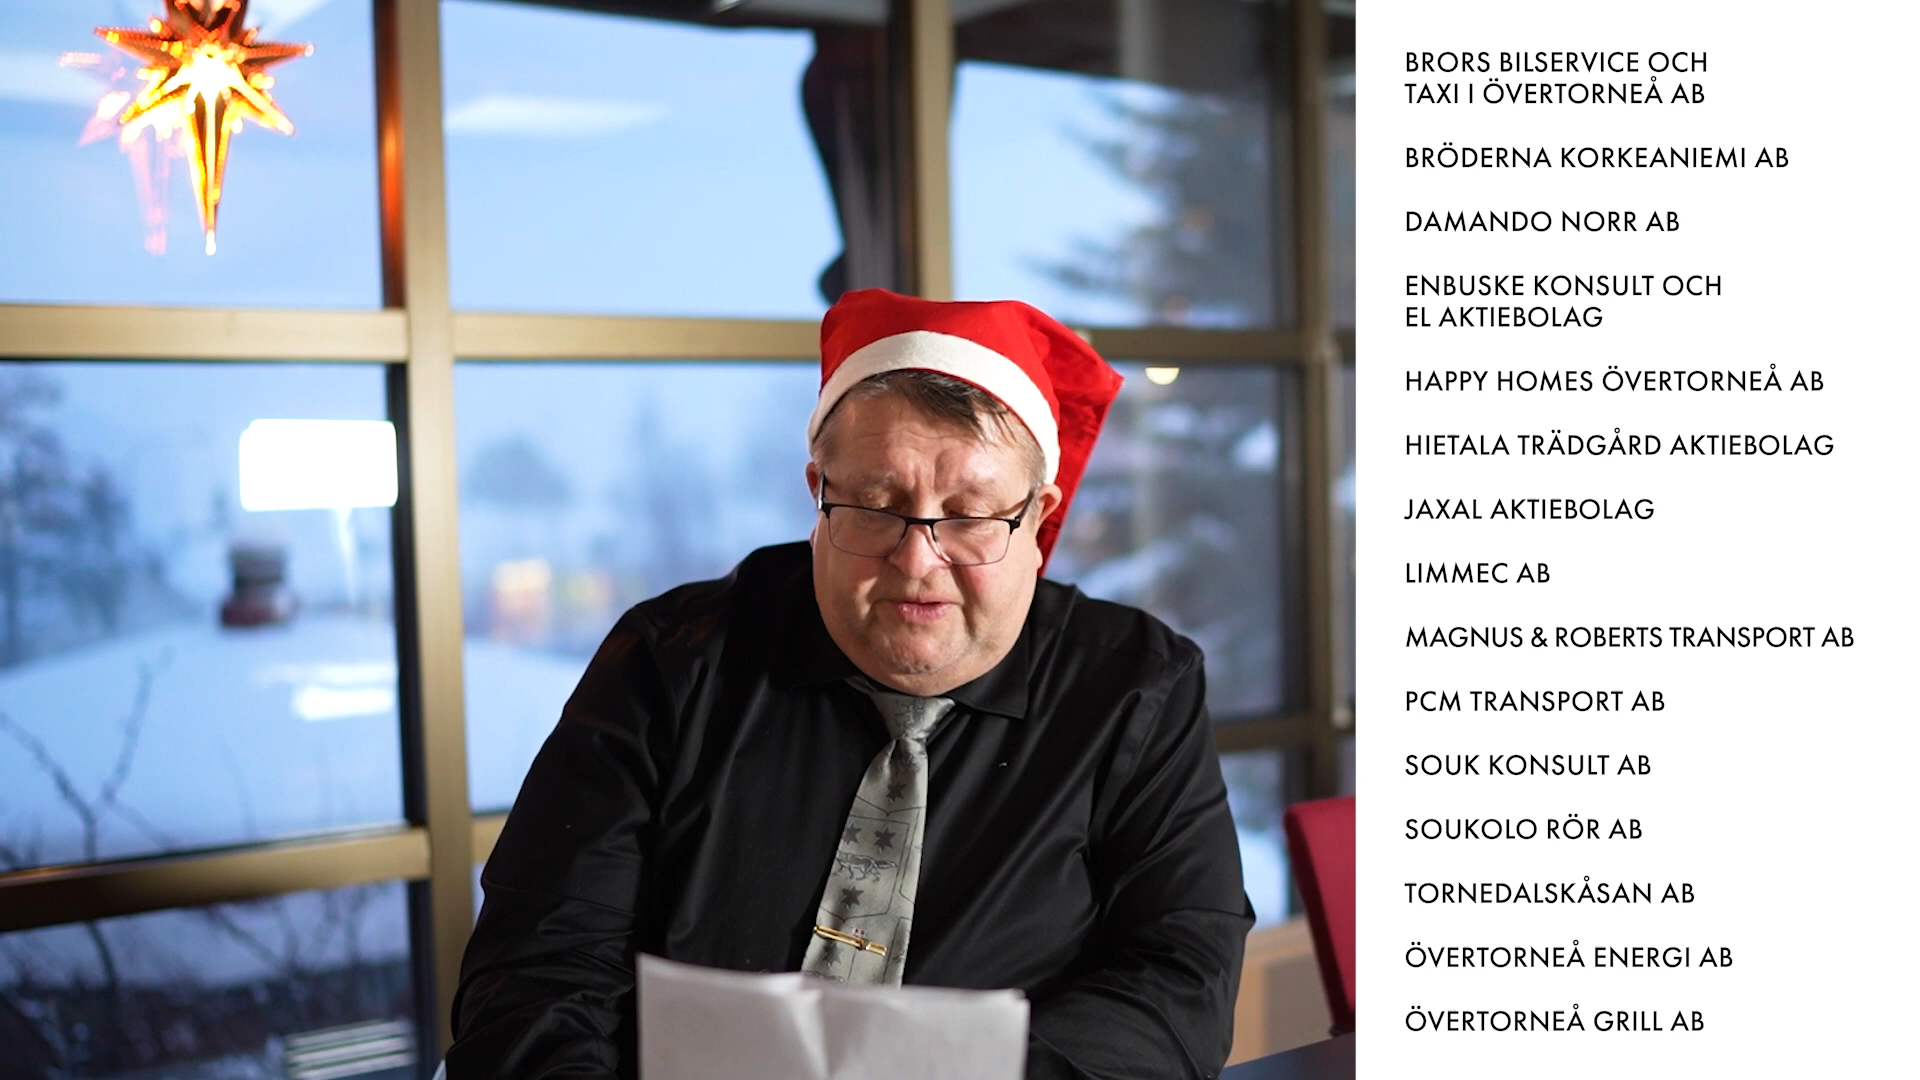 BRORS BILSERVICE OCH
TAXI I ÖVERTORNEÅ AB
BRÖDERNA KORKEANIEMI AB
DAMANDO NORR AB
ENBUSKE KONSULT OCH
EL AKTIEBOLAG
HAPPY HOMES ÖVERTORNEÅ AB
HIETALA TRÄDGÅRD AKTIEBOLAG
JAXAL AKTIEBOLAG
LIMMEC AB
MAGNUS & ROBERTS TRANSPORT AB
PCM TRANSPORT AB
SOUK KONSULT AB
SOUKOLO RÖR AB
TORNEDALSKÅSAN AB
ÖVERTORNEÅ ENERGI AB
ÖVERTORNEÅ GRILL AB